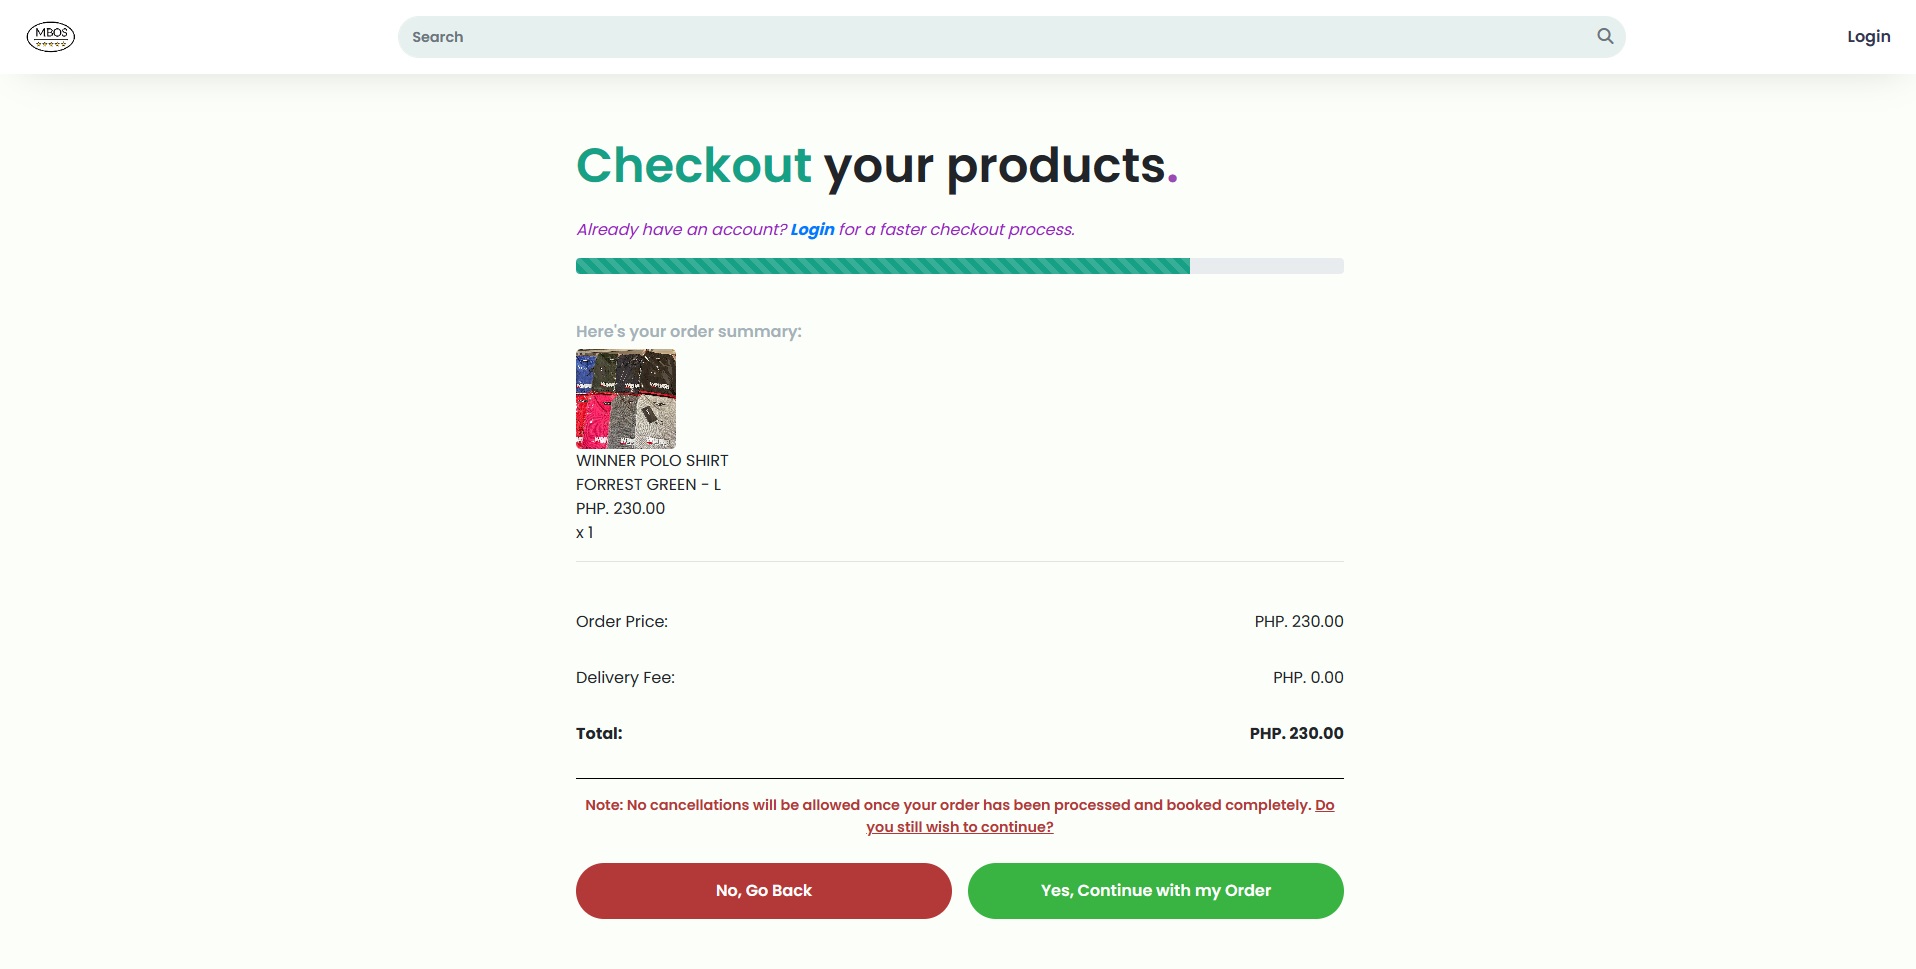 MBOS
Search
Login
Checkout your products.
Already have an account? Login for a faster checkout process.
Here's your order summary:
WINNER POLO SHIRT
FORREST GREEN - L
PHP. 230.00
x 1
Order Price: PHP. 230.00
Delivery Fee: PHP. 0.00
Total: PHP. 230.00
Note: No cancellations will be allowed once your order has been processed and booked completely. Do
you still wish to continue?
No, Go Back
Yes, Continue with my Order